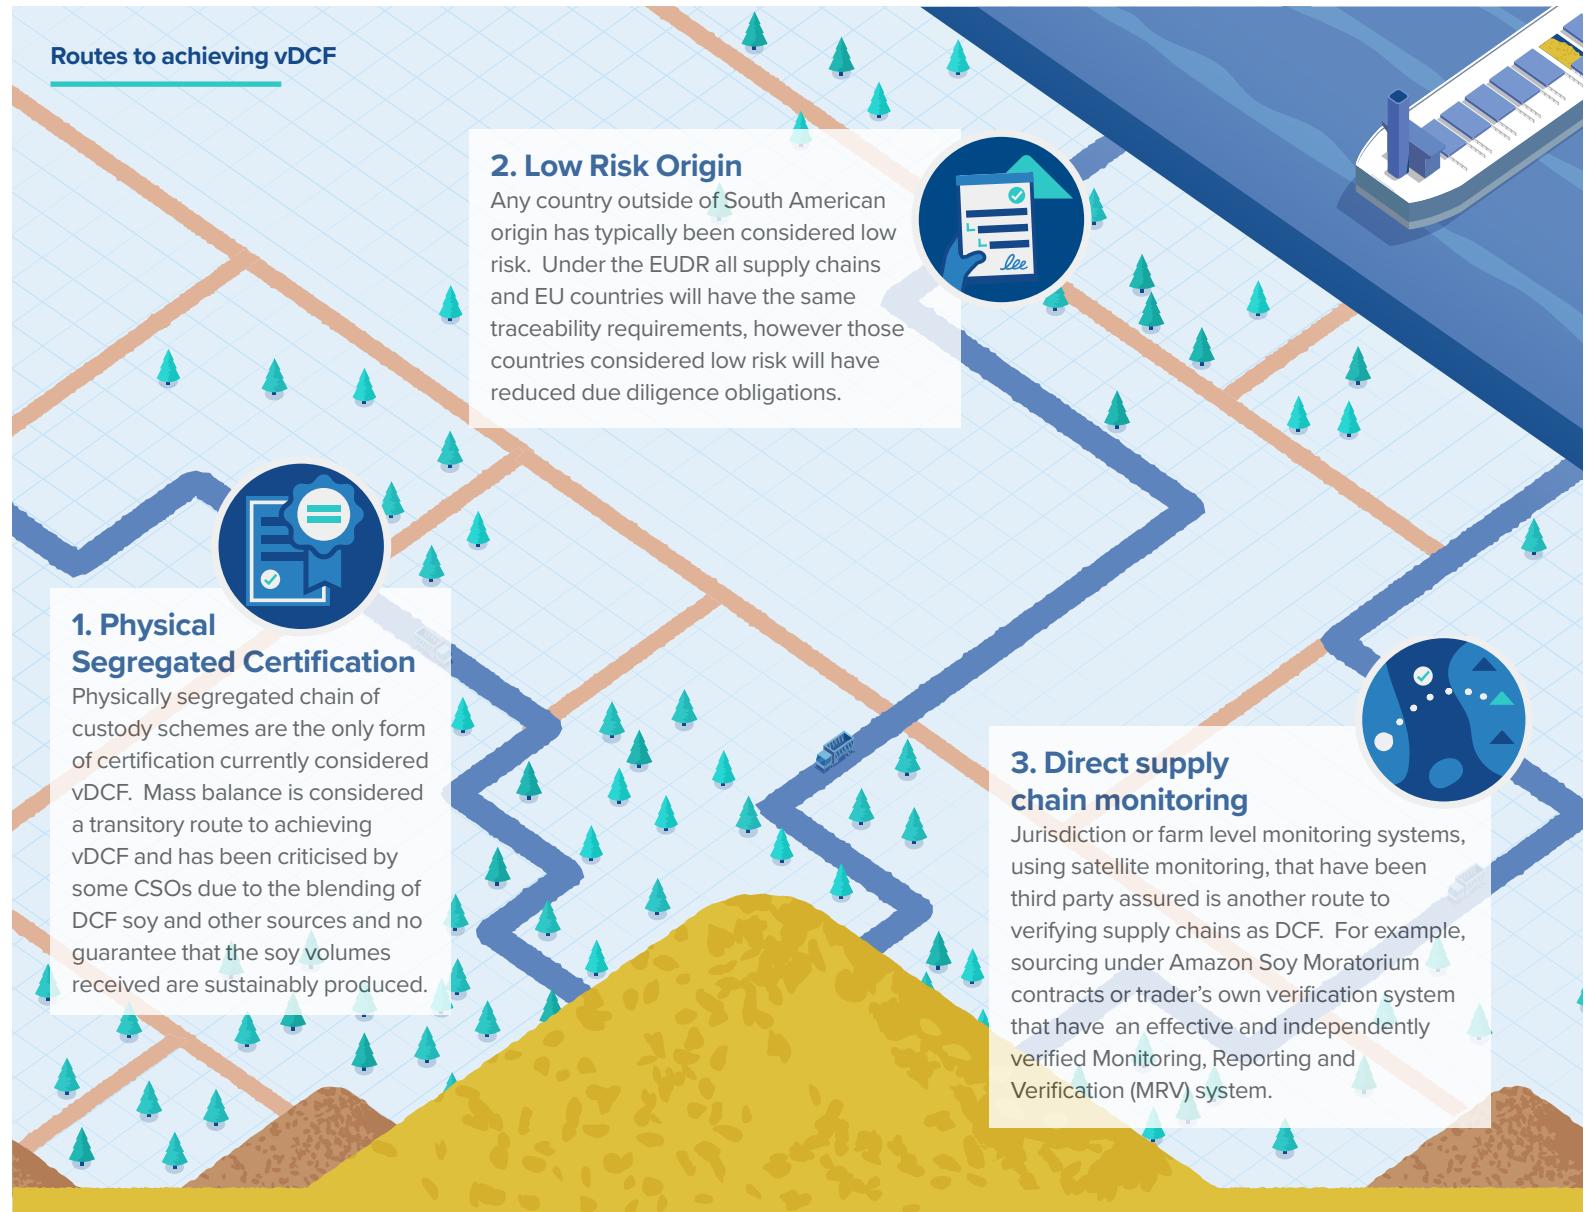 Routes to achieving vDCF
2. Low Risk Origin
Any country outside of South American
origin has typically been considered low
risk.  Under the EUDR all supply chains
and EU countries will have the same
traceability requirements, however those
countries considered low risk will have
reduced due diligence obligations.
1. Physical
Segregated Certification
Physically segregated chain of
custody schemes are the only form
of certification currently considered
vDCF.  Mass balance is considered
a transitory route to achieving
vDCF and has been criticised by
some CSOs due to the blending of
DCF soy and other sources and no
guarantee that the soy volumes
received are sustainably produced.
3. Direct supply
chain monitoring
Jurisdiction or farm level monitoring systems,
using satellite monitoring, that have been
third party assured is another route to
verifying supply chains as DCF.  For example,
sourcing under Amazon Soy Moratorium
contracts or trader’s own verification system
that have  an effective and independently
verified Monitoring, Reporting and
Verification (MRV) system.